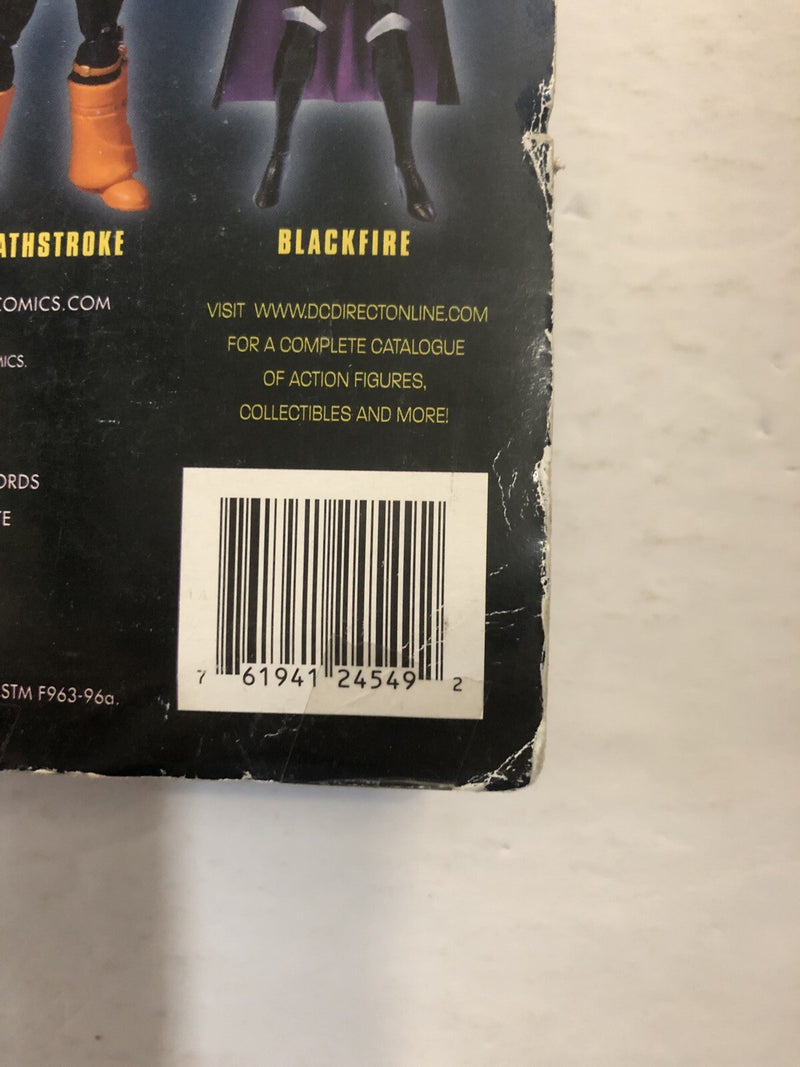 ATHSTROKE
BLACKFIRE
COMICS.COM
MICS.
VISIT WWW.DCDIRECTONLINE.COM
FOR A COMPLETE CATALOGUE
OF ACTION FIGURES,
COLLECTIBLES AND MORE!
ORDS
TE
STM F963-96a.
7 61941 24549 2